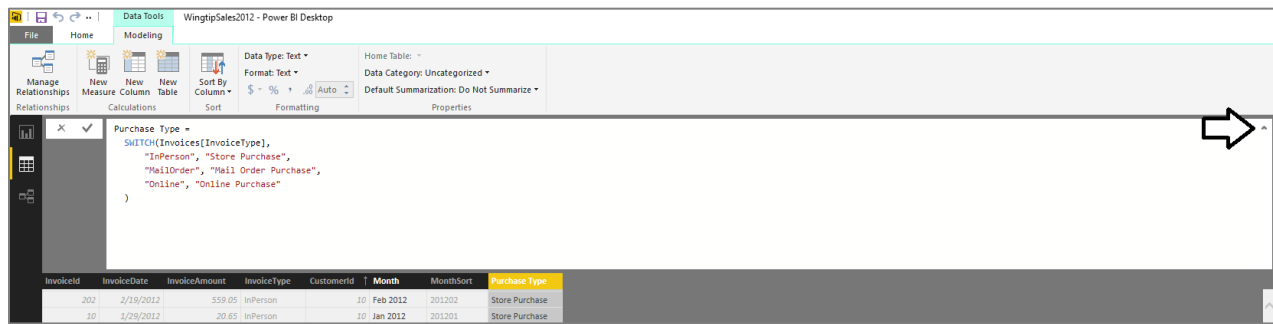 Data Tools WingtipSales2012 - Power BI Desktop
File Home Modeling
Manage Relationships
New Measure
New Column
New Table
Sort By Column
Data Type: Text
Format: Text
$ % , .00 Auto
Home Table:
Data Category: Uncategorized
Default Summarization: Do Not Summarize
Relationships Calculations Sort Formatting Properties
Purchase Type =
SWITCH(Invoices[InvoiceType],
"InPerson", "Store Purchase",
"MailOrder", "Mail Order Purchase",
"Online", "Online Purchase"
)
InvoiceId InvoiceDate InvoiceAmount InvoiceType CustomerId Month MonthSort Purchase Type
202 2/19/2012 559.05 InPerson 10 Feb 2012 201202 Store Purchase
10 1/29/2012 20.65 InPerson 10 Jan 2012 201201 Store Purchase